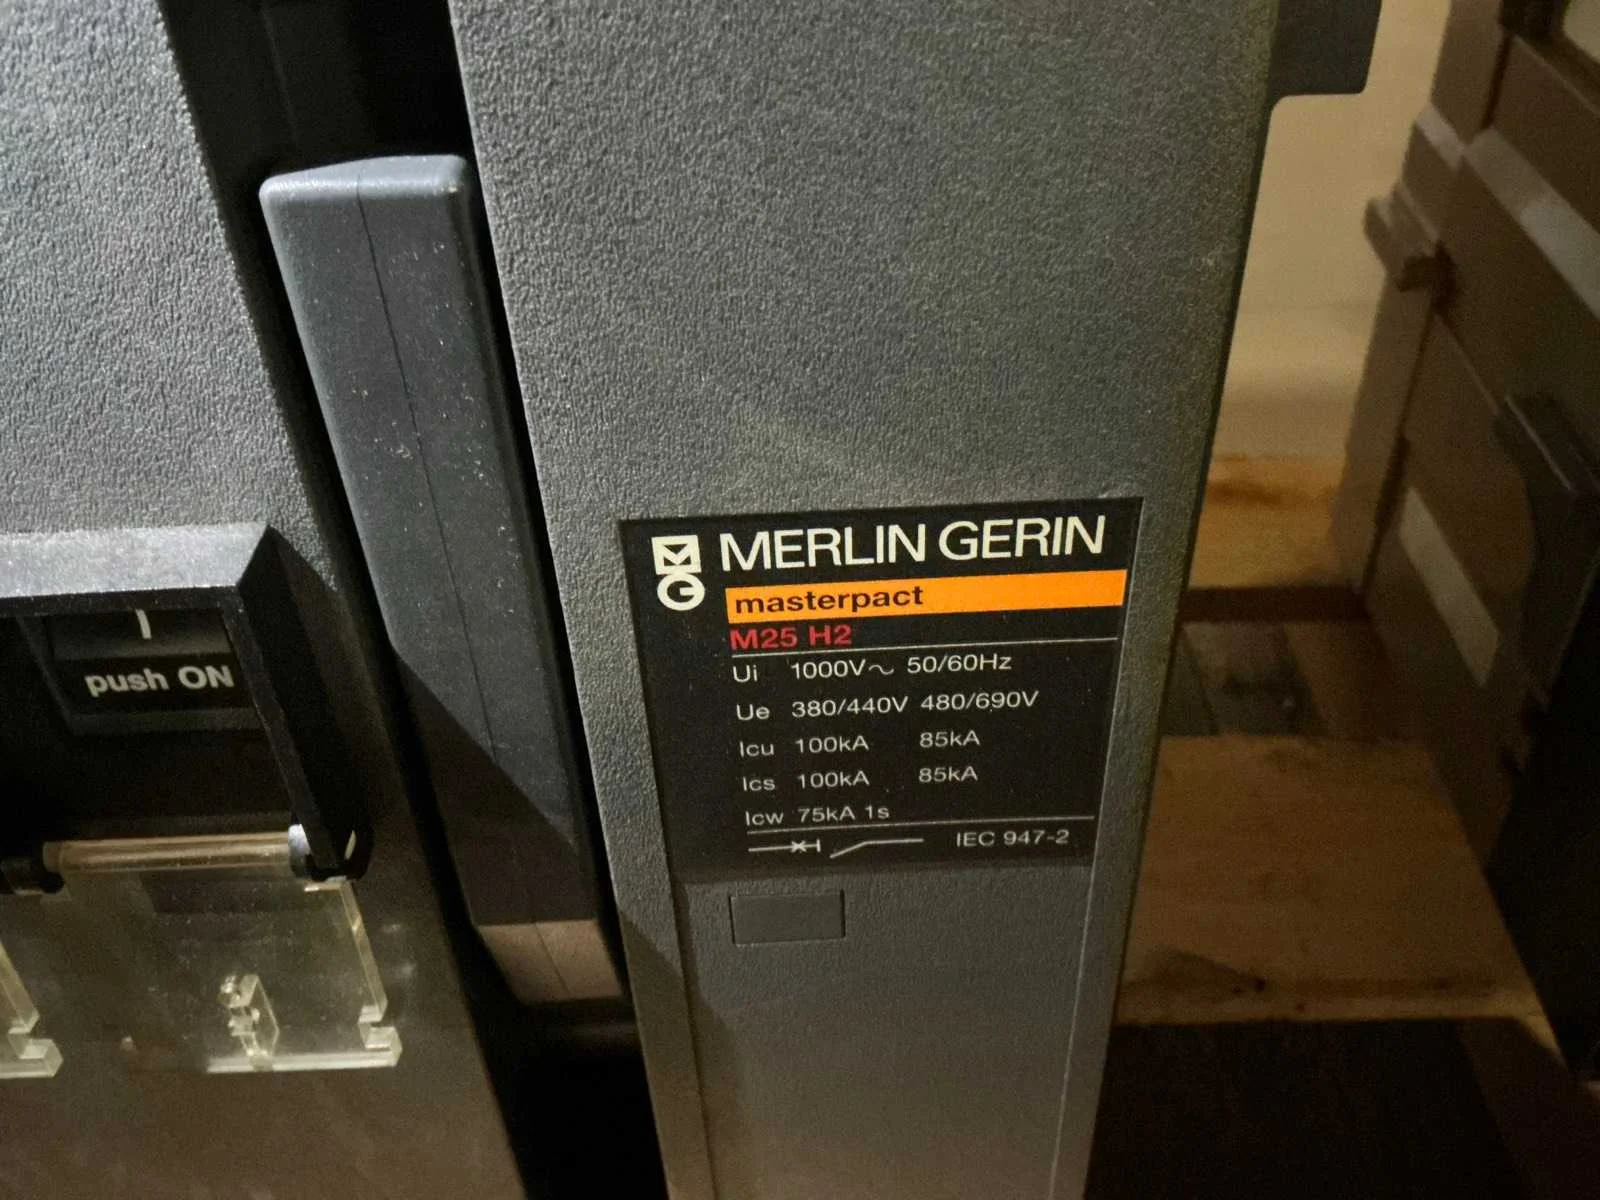 MERLIN GERIN
masterpact
M25 H2
Ui 1000V~ 50/60Hz
Ue 380/440V 480/690V
Icu 100kA 85kA
Ics 100kA 85kA
Icw 75kA 1s
IEC 947-2
I
push ON